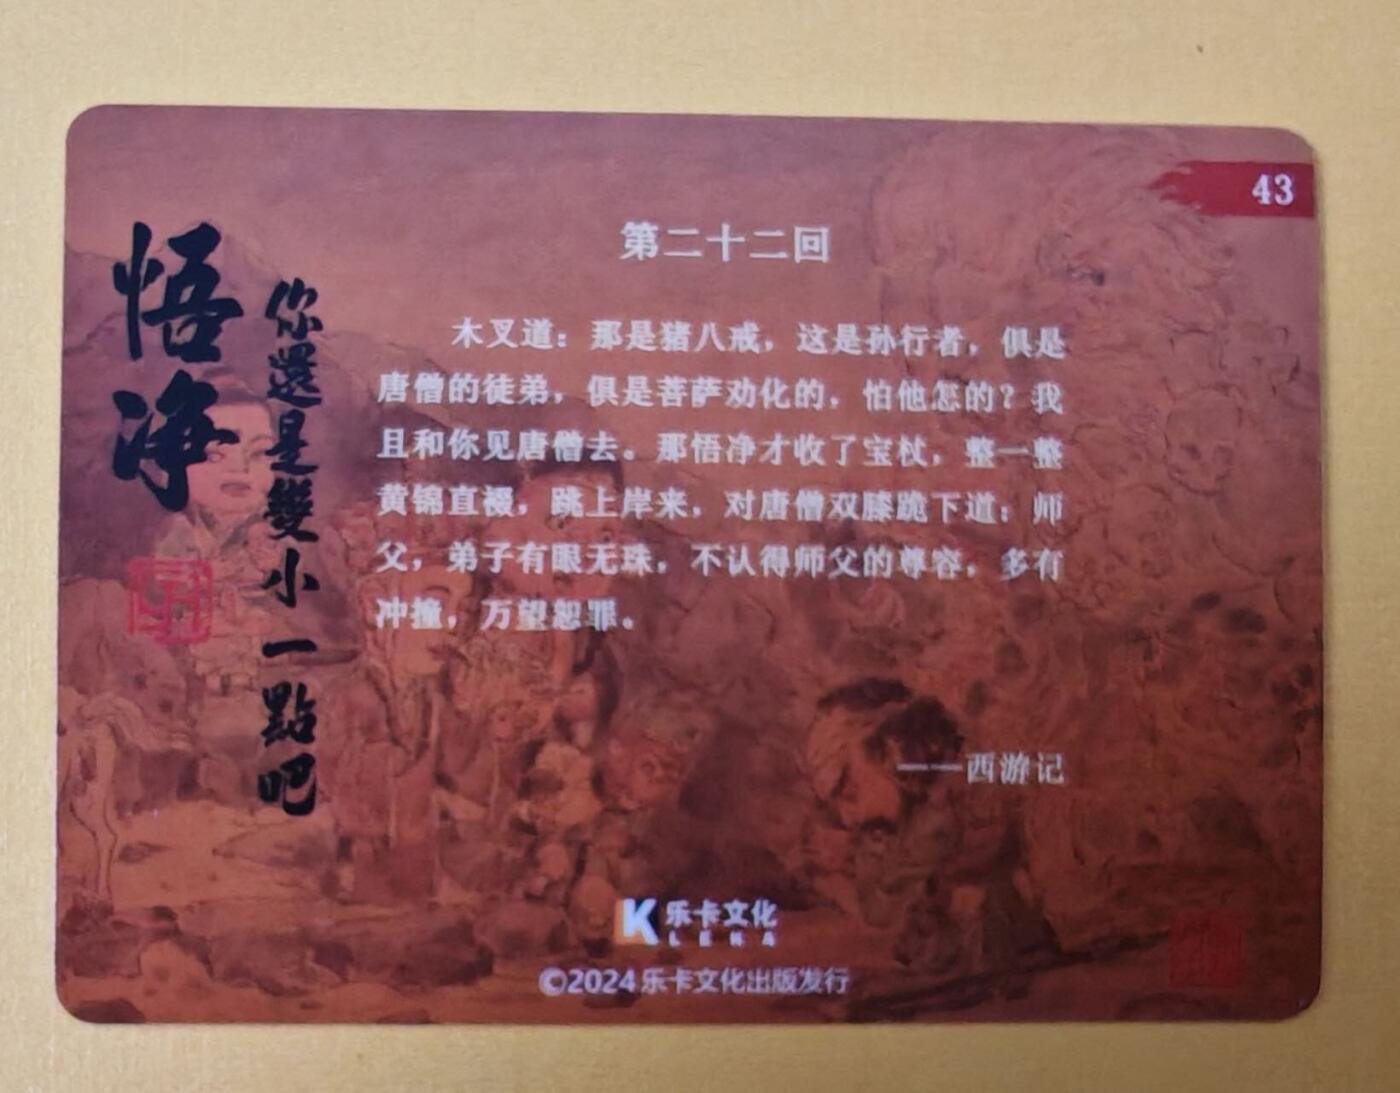 43
悟净
你還是變小一點吧
第二十二回
木叉道：那是猪八戒，这是孙行者，俱是
唐僧的徒弟，俱是菩萨劝化的，怕他怎的？我
且和你见唐僧去。那悟净才收了宝杖，整一整
黄锦直裰，跳上岸来，对唐僧双膝跪下道：师
父，弟子有眼无珠，不认得师父的尊容，多有
冲撞，万望恕罪。
——西游记
K 乐卡文化
LEKA
©2024乐卡文化出版发行